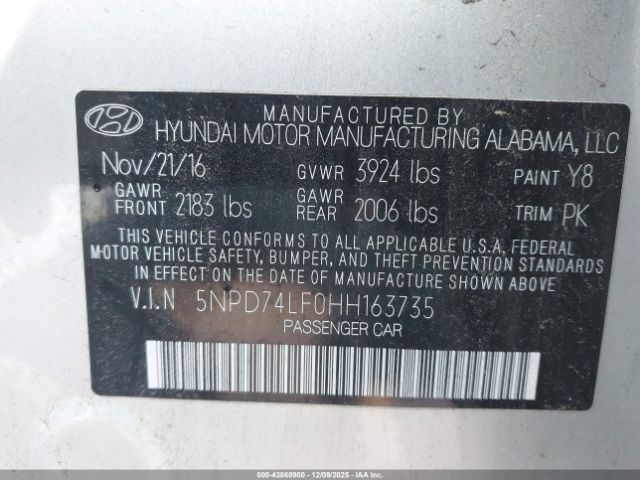 MANUFACTURED BY
HYUNDAI MOTOR MANUFACTURING ALABAMA, LLC
Nov/21/16 GVWR 3924 lbs PAINT Y8
GAWR FRONT 2183 lbs GAWR REAR 2006 lbs TRIM PK
THIS VEHICLE CONFORMS TO ALL APPLICABLE U.S.A. FEDERAL
MOTOR VEHICLE SAFETY, BUMPER, AND THEFT PREVENTION STANDARDS
IN EFFECT ON THE DATE OF MANUFACTURE SHOWN ABOVE
V.I.N 5NPD74LF0HH163735
PASSENGER CAR
000-43868900 - 12/09/2025 - IAAI.COM